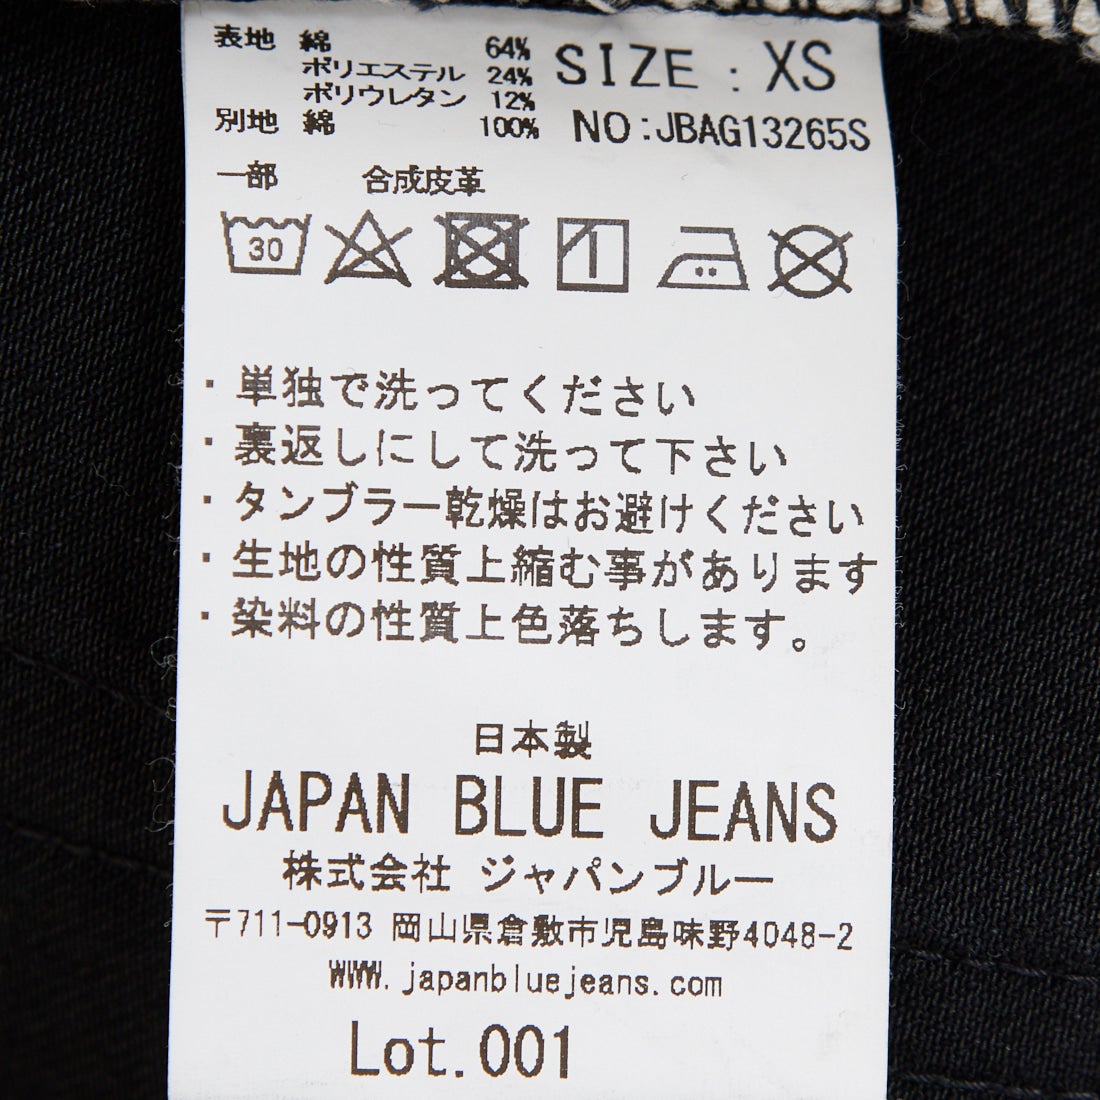 表地 綿 64%
ポリエステル 24%
ポリウレタン 12%
別地 綿 100%
一部 合成皮革
SIZE : XS
NO:JBAG13265S
30
・単独で洗ってください
・裏返しにして洗って下さい
・タンブラー乾燥はお避けください
・生地の性質上縮む事があります
・染料の性質上色落ちします。
日本製
JAPAN BLUE JEANS
株式会社 ジャパンブルー
〒711-0913 岡山県倉敷市児島味野4048-2
WWW.japanbluejeans.com
Lot.001